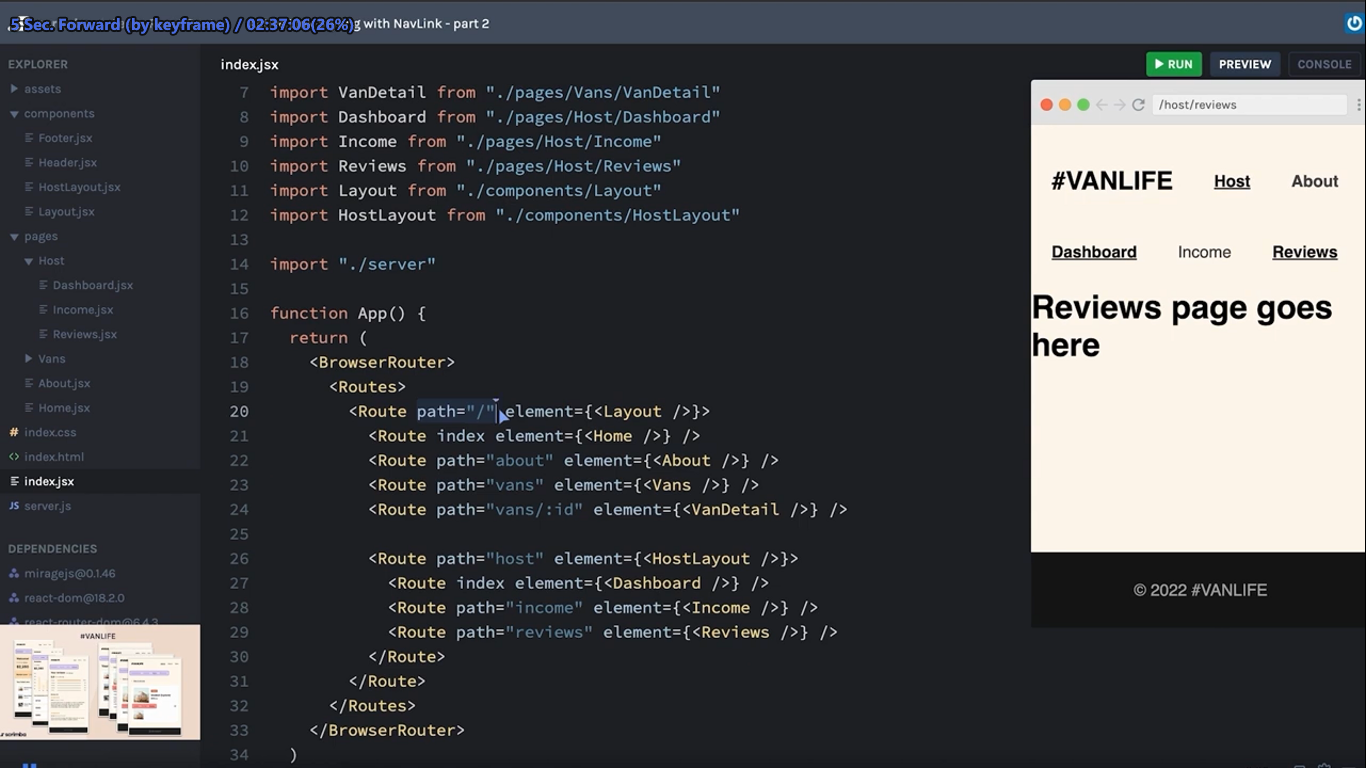 5 Sec. Forward (by keyframe) / 02:37:06(26%)
g with NavLink - part 2
EXPLORER
assets
components
Footer.jsx
Header.jsx
HostLayout.jsx
Layout.jsx
pages
Host
Dashboard.jsx
Income.jsx
Reviews.jsx
Vans
About.jsx
Home.jsx
index.css
index.html
index.jsx
JS server.js
DEPENDENCIES
miragejs@0.1.46
react-dom@18.2.0
react-router-dom@6.4.3
#VANLIFE
scrimba
index.jsx
7 import VanDetail from "./pages/Vans/VanDetail"
8 import Dashboard from "./pages/Host/Dashboard"
9 import Income from "./pages/Host/Income"
10 import Reviews from "./pages/Host/Reviews"
11 import Layout from "./components/Layout"
12 import HostLayout from "./components/HostLayout"
13
14 import "./server"
15
16 function App() {
17 return (
18 <BrowserRouter>
19 <Routes>
20 <Route path="/" element={<Layout />}>
21 <Route index element={<Home />} />
22 <Route path="about" element={<About />} />
23 <Route path="vans" element={<Vans />} />
24 <Route path="vans/:id" element={<VanDetail />} />
25
26 <Route path="host" element={<HostLayout />}>
27 <Route index element={<Dashboard />} />
28 <Route path="income" element={<Income />} />
29 <Route path="reviews" element={<Reviews />} />
30 </Route>
31 </Route>
32 </Routes>
33 </BrowserRouter>
34 )
RUN PREVIEW CONSOLE
/host/reviews
#VANLIFE Host About
Dashboard Income Reviews
Reviews page goes
here
© 2022 #VANLIFE